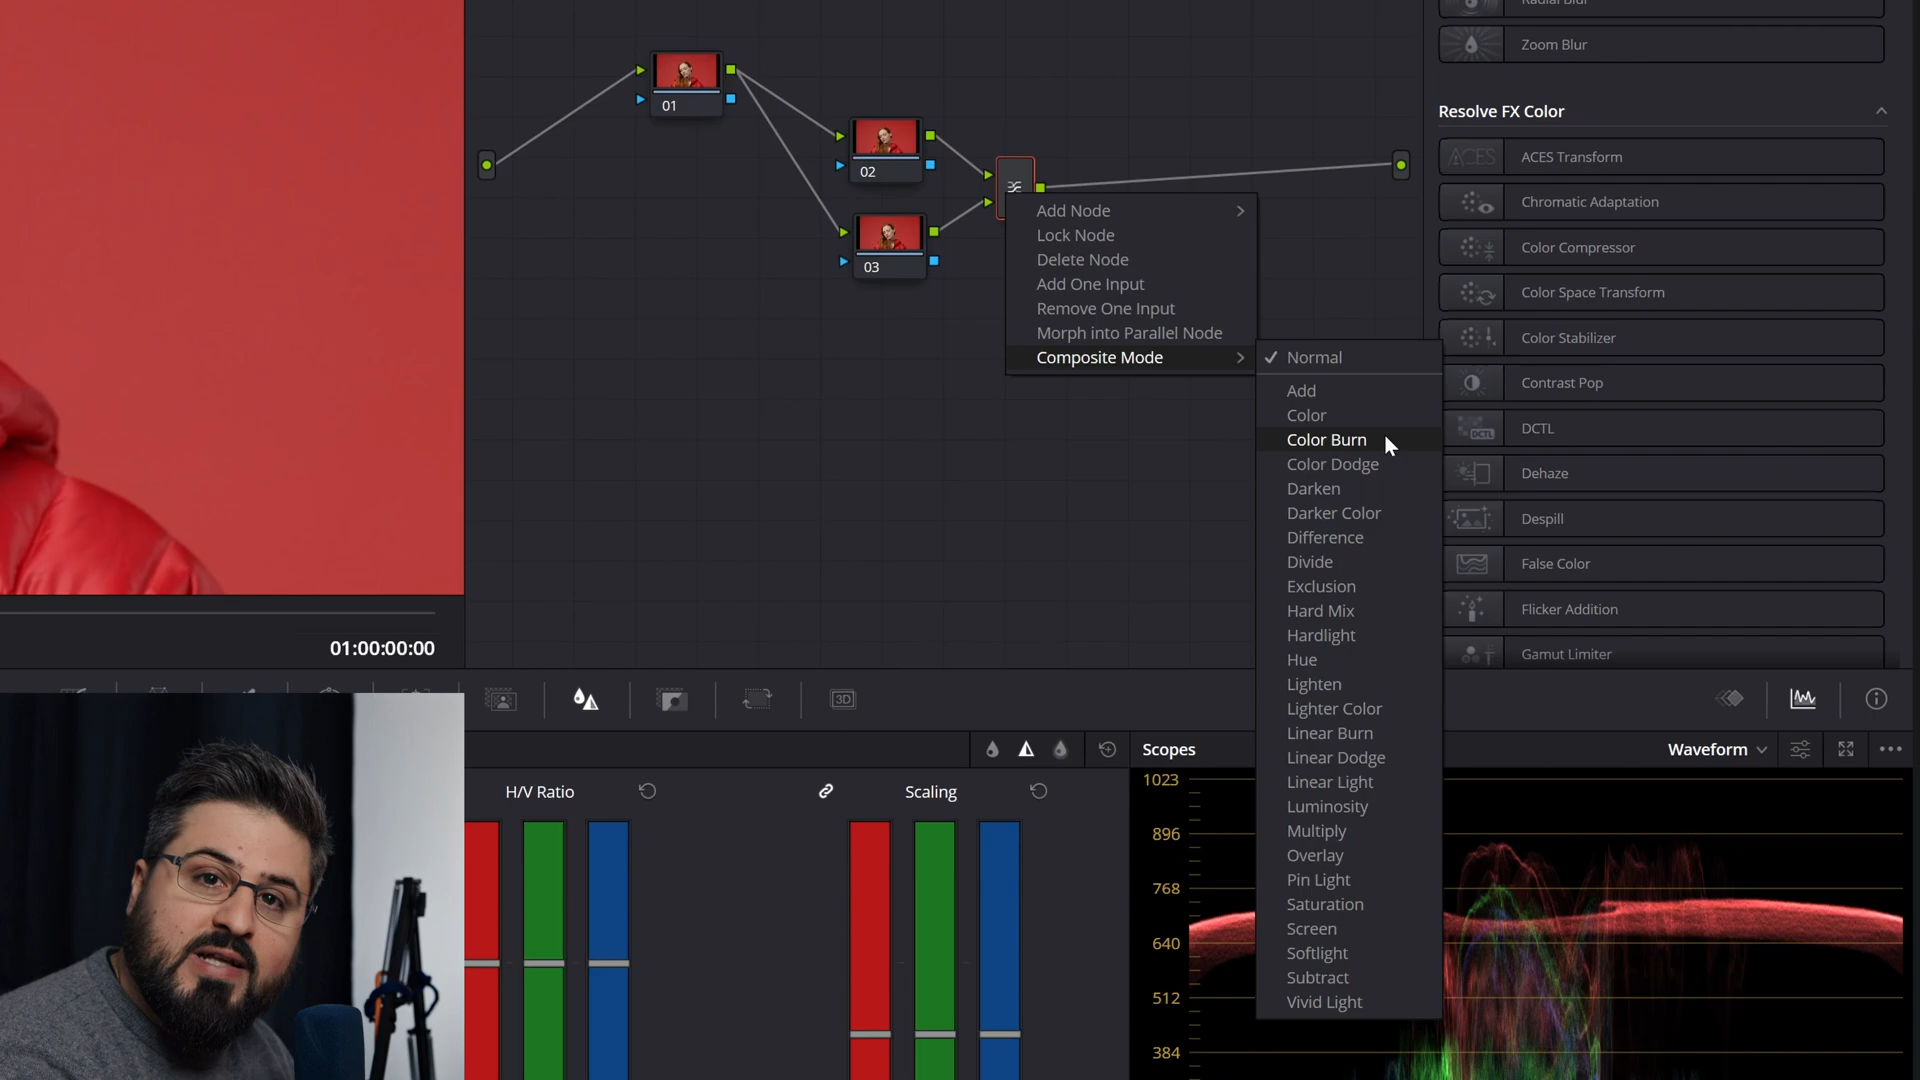 01
02
03
Add Node
Lock Node
Delete Node
Add One Input
Remove One Input
Morph into Parallel Node
Composite Mode
Normal
Add
Color
Color Burn
Color Dodge
Darken
Darker Color
Difference
Divide
Exclusion
Hard Mix
Hardlight
Hue
Lighten
Lighter Color
Linear Burn
Linear Dodge
Linear Light
Luminosity
Multiply
Overlay
Pin Light
Saturation
Screen
Softlight
Subtract
Vivid Light
Radial Blur
Zoom Blur
Resolve FX Color
ACES ACES Transform
Chromatic Adaptation
Color Compressor
Color Space Transform
Color Stabilizer
Contrast Pop
DCTL DCTL
Dehaze
Despill
False Color
Flicker Addition
Gamut Limiter
01:00:00:00
3D
H/V Ratio
Scaling
Scopes
Waveform
1023
896
768
640
512
384